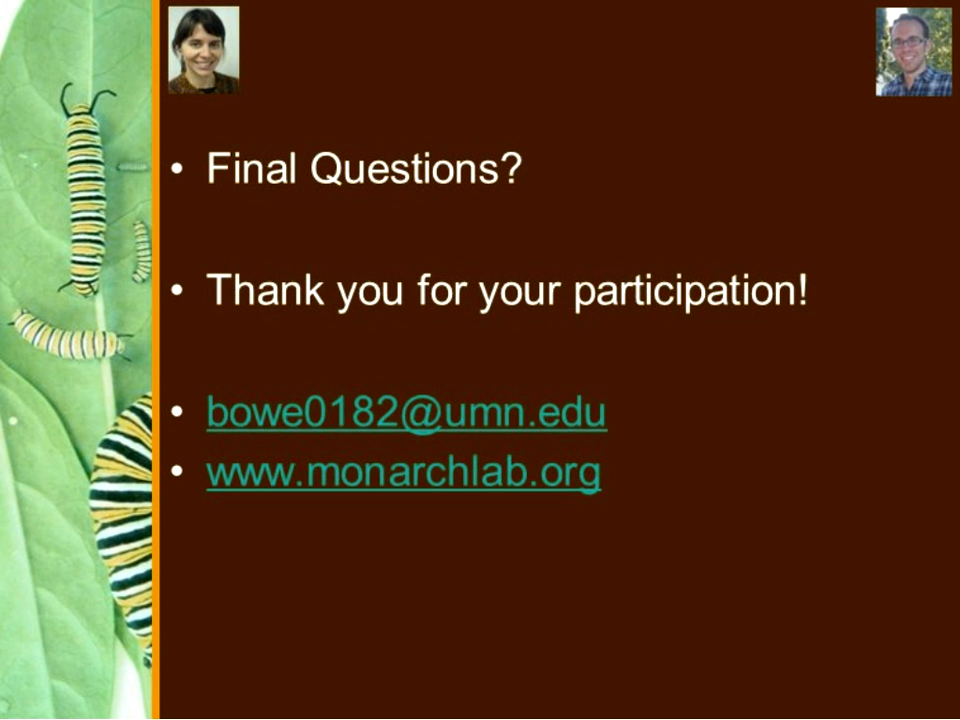 • Final Questions?
• Thank you for your participation!
• bowe0182@umn.edu
• www.monarchlab.org